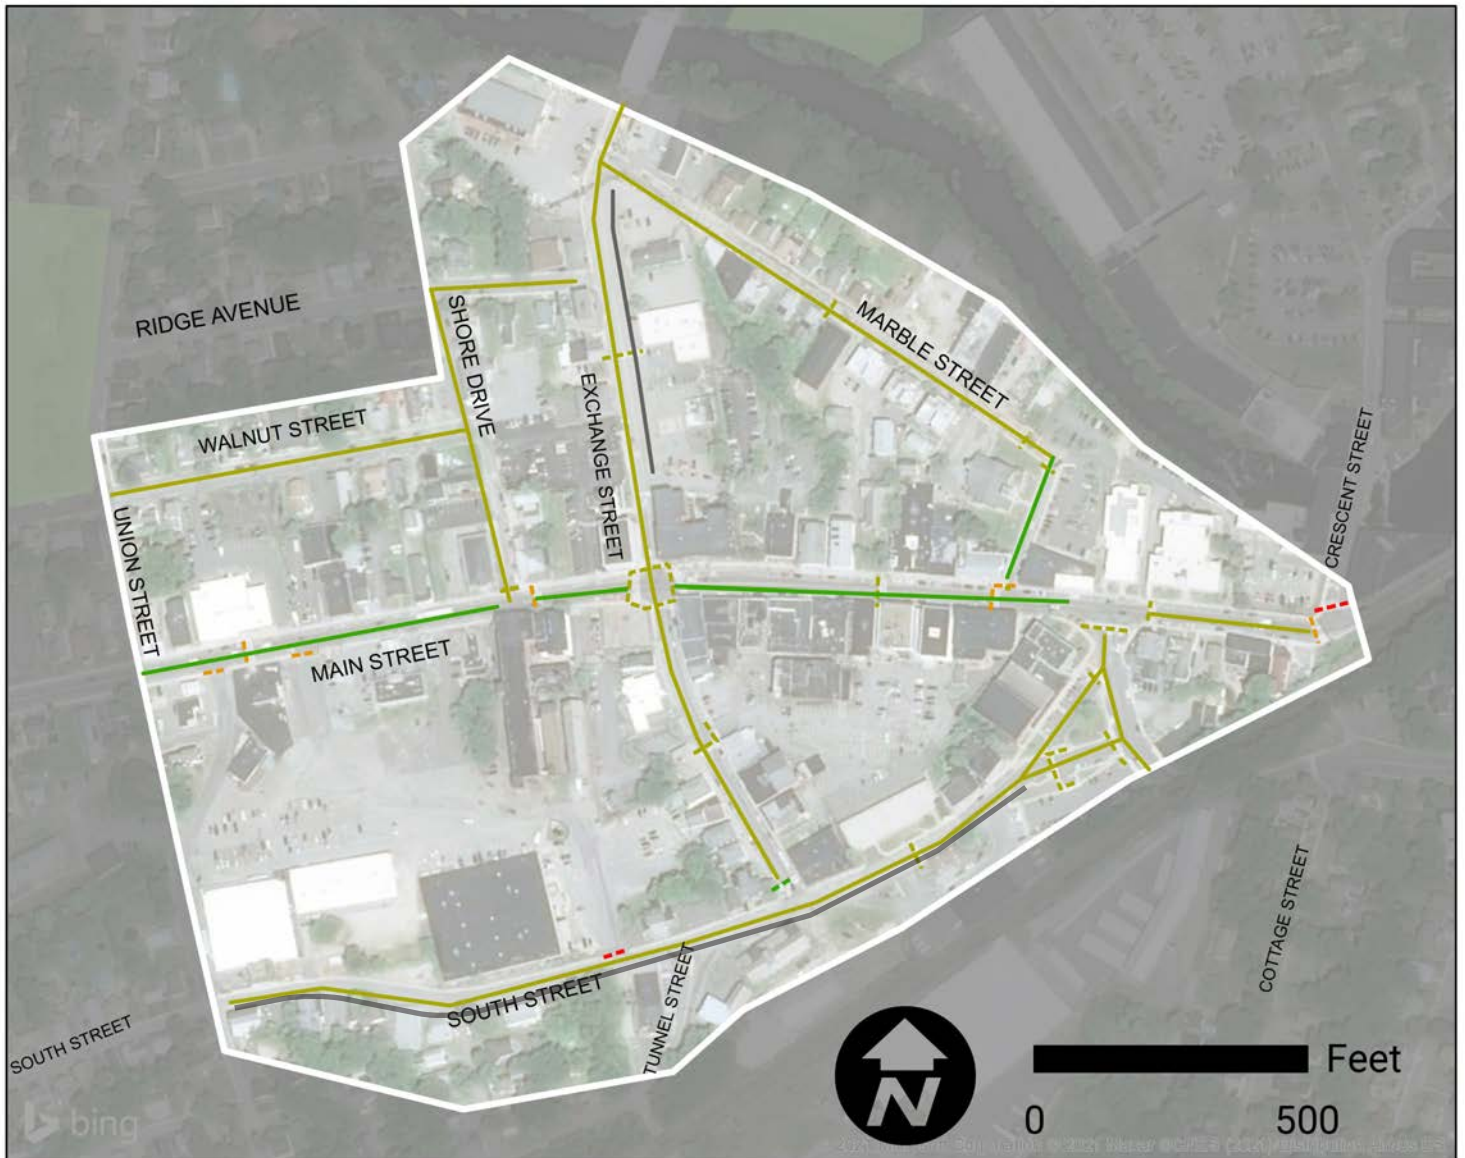 RIDGE AVENUE
SHORE DRIVE
MARBLE STREET
WALNUT STREET
EXCHANGE STREET
CRESCENT STREET
UNION STREET
MAIN STREET
COTTAGE STREET
SOUTH STREET
TUNNEL STREET
SOUTH STREET
N
Feet
0 500
bing